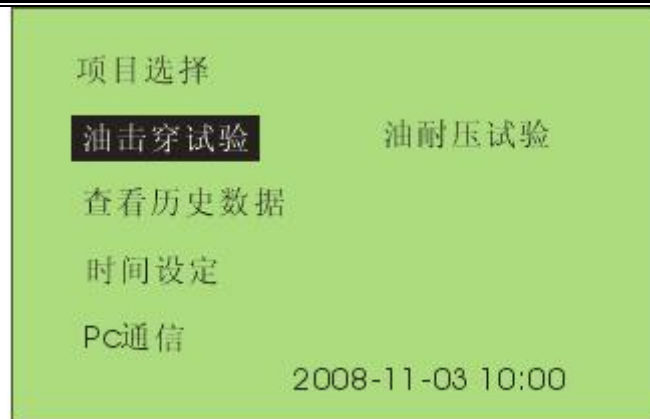 项目选择
油击穿试验 油耐压试验
查看历史数据
时间设定
Pc通信
2008-11-03 10:00